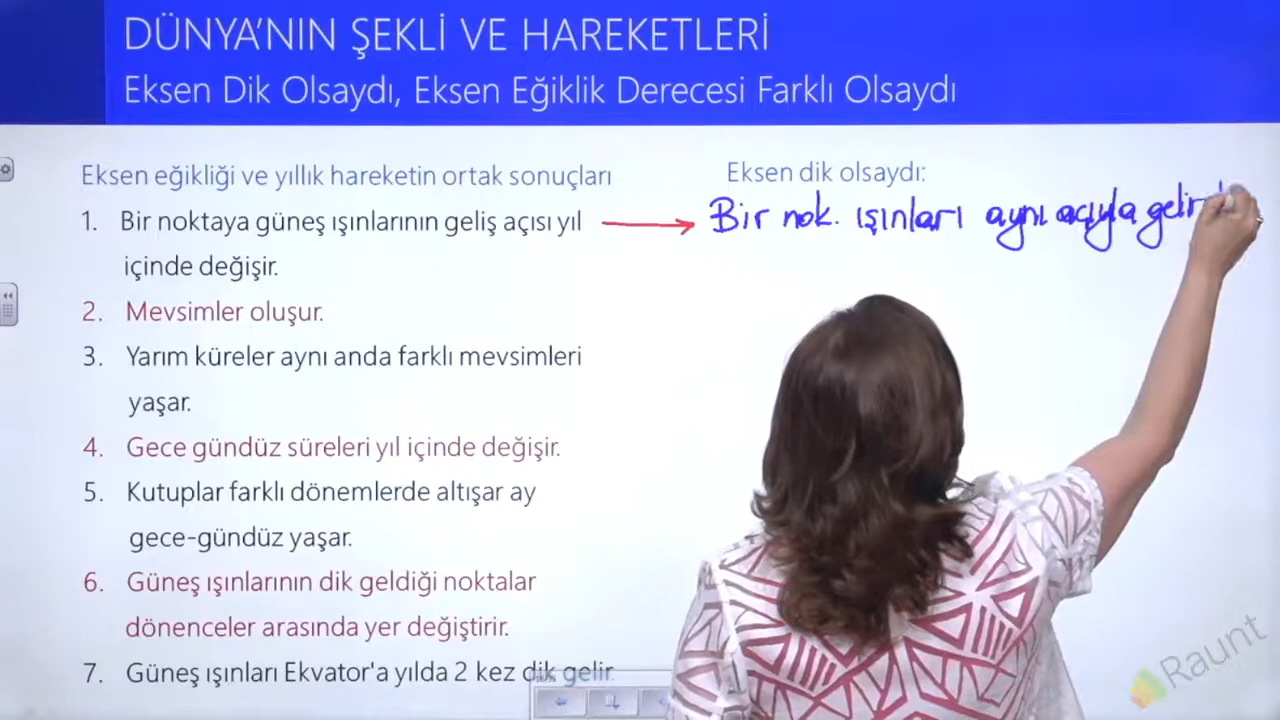 DÜNYA'NIN ŞEKLİ VE HAREKETLERİ
Eksen Dik Olsaydı, Eksen Eğiklik Derecesi Farklı Olsaydı
Eksen eğikliği ve yıllık hareketin ortak sonuçları
1. Bir noktaya güneş ışınlarının geliş açısı yıl
içinde değişir.
2. Mevsimler oluşur.
3. Yarım küreler aynı anda farklı mevsimleri
yaşar.
4. Gece gündüz süreleri yıl içinde değişir.
5. Kutuplar farklı dönemlerde altışar ay
gece-gündüz yaşar.
6. Güneş ışınlarının dik geldiği noktalar
dönenceler arasında yer değiştirir.
7. Güneş ışınları Ekvator'a yılda 2 kez dik gelir.
Eksen dik olsaydı:
Bir nok. ışınları aynı açıyla
Raunt